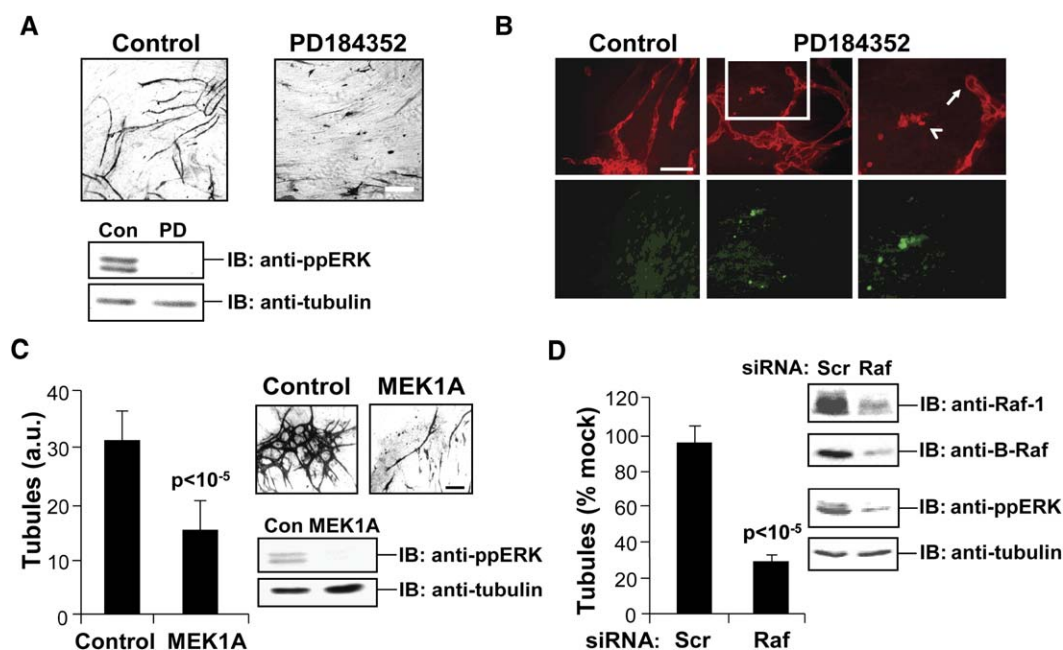 A
Control
PD184352
Con PD
IB: anti-ppERK
IB: anti-tubulin
B
Control
PD184352
C
Tubules (a.u.)
40
30
20
10
0
p<10-5
Control
MEK1A
Control
MEK1A
Con MEK1A
IB: anti-ppERK
IB: anti-tubulin
D
Tubules (% mock)
120
100
80
60
40
20
0
p<10-5
siRNA: Scr Raf
siRNA: Scr Raf
IB: anti-Raf-1
IB: anti-B-Raf
IB: anti-ppERK
IB: anti-tubulin